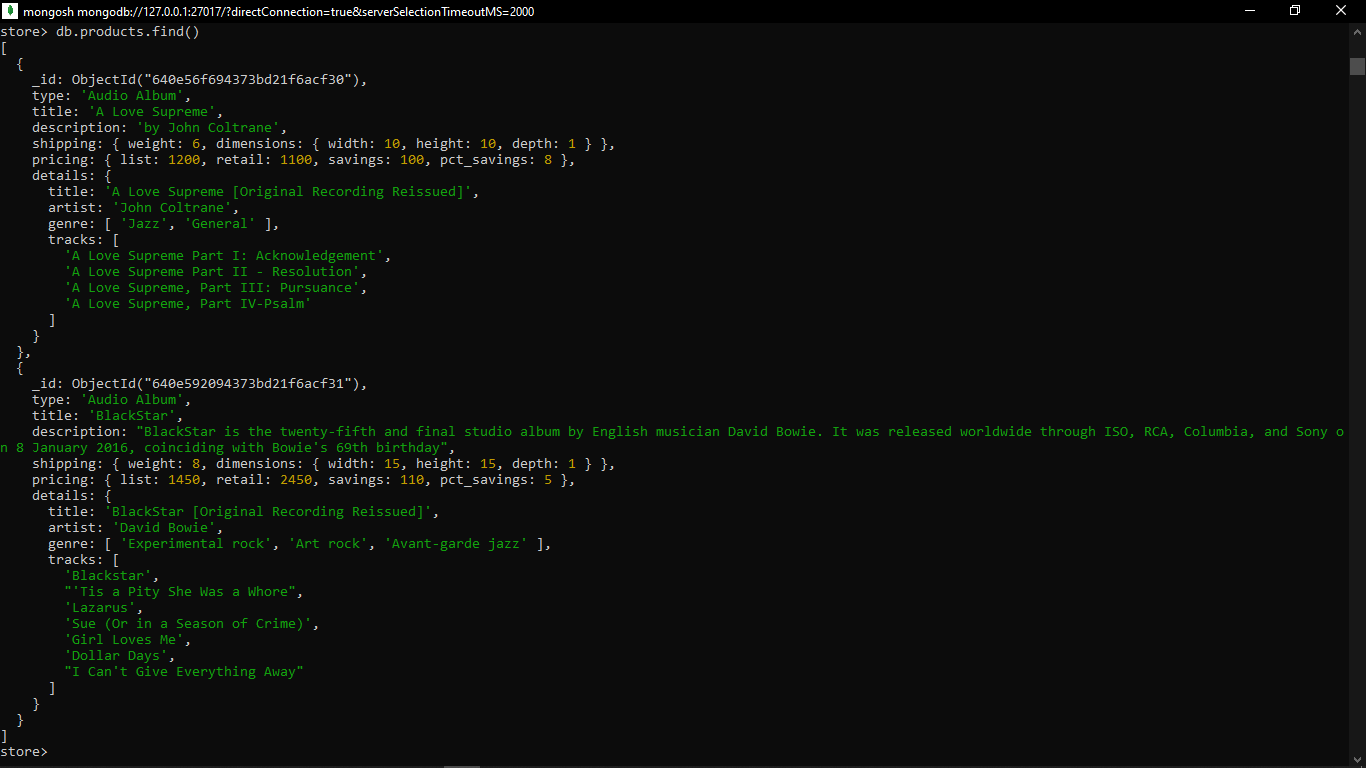 mongosh mongodb://127.0.0.1:27017/?directConnection=true&serverSelectionTimeoutMS=2000
store> db.products.find()
[
  {
    _id: ObjectId("640e56f694373bd21f6acf30"),
    type: 'Audio Album',
    title: 'A Love Supreme',
    description: 'by John Coltrane',
    shipping: { weight: 6, dimensions: { width: 10, height: 10, depth: 1 } },
    pricing: { list: 1200, retail: 1100, savings: 100, pct_savings: 8 },
    details: {
      title: 'A Love Supreme [Original Recording Reissued]',
      artist: 'John Coltrane',
      genre: [ 'Jazz', 'General' ],
      tracks: [
        'A Love Supreme Part I: Acknowledgement',
        'A Love Supreme Part II - Resolution',
        'A Love Supreme, Part III: Pursuance',
        'A Love Supreme, Part IV-Psalm'
      ]
    }
  },
  {
    _id: ObjectId("640e592094373bd21f6acf31"),
    type: 'Audio Album',
    title: 'BlackStar',
    description: "BlackStar is the twenty-fifth and final studio album by English musician David Bowie. It was released worldwide through ISO, RCA, Columbia, and Sony o
n 8 January 2016, coinciding with Bowie's 69th birthday",
    shipping: { weight: 8, dimensions: { width: 15, height: 15, depth: 1 } },
    pricing: { list: 1450, retail: 2450, savings: 110, pct_savings: 5 },
    details: {
      title: 'BlackStar [Original Recording Reissued]',
      artist: 'David Bowie',
      genre: [ 'Experimental rock', 'Art rock', 'Avant-garde jazz' ],
      tracks: [
        'Blackstar',
        "'Tis a Pity She Was a Whore",
        'Lazarus',
        'Sue (Or in a Season of Crime)',
        'Girl Loves Me',
        'Dollar Days',
        "I Can't Give Everything Away"
      ]
    }
  }
]
store>